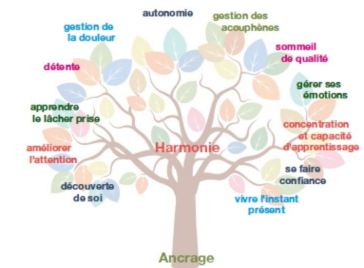 autonomie
gestion de
la douleur
gestion des
acouphènes
sommeil
de qualité
détente
gérer ses
émotions
apprendre
le lâcher prise
concentration
et capacité
d'apprentissage
améliorer
l'attention
Harmonie
se faire
confiance
découverte
de soi
vivre l'instant
présent
Ancrage